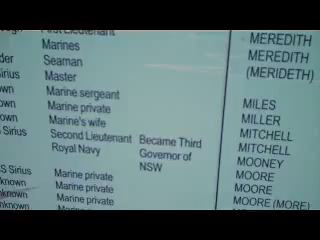 First Lieutenant
Marines
Seaman
Sirius Master
Marine sergeant
Marine private
Marine's wife
Sirius Second Lieutenant Became Third
Royal Navy Governor of
NSW
S Sirius Marine private
Marine private
Marine private
Marine private
MEREDITH
MEREDITH
(MERIDETH)
MILES
MILLER
MITCHELL
MITCHELL
MOONEY
MOORE
MOORE
MOORE (MORE)